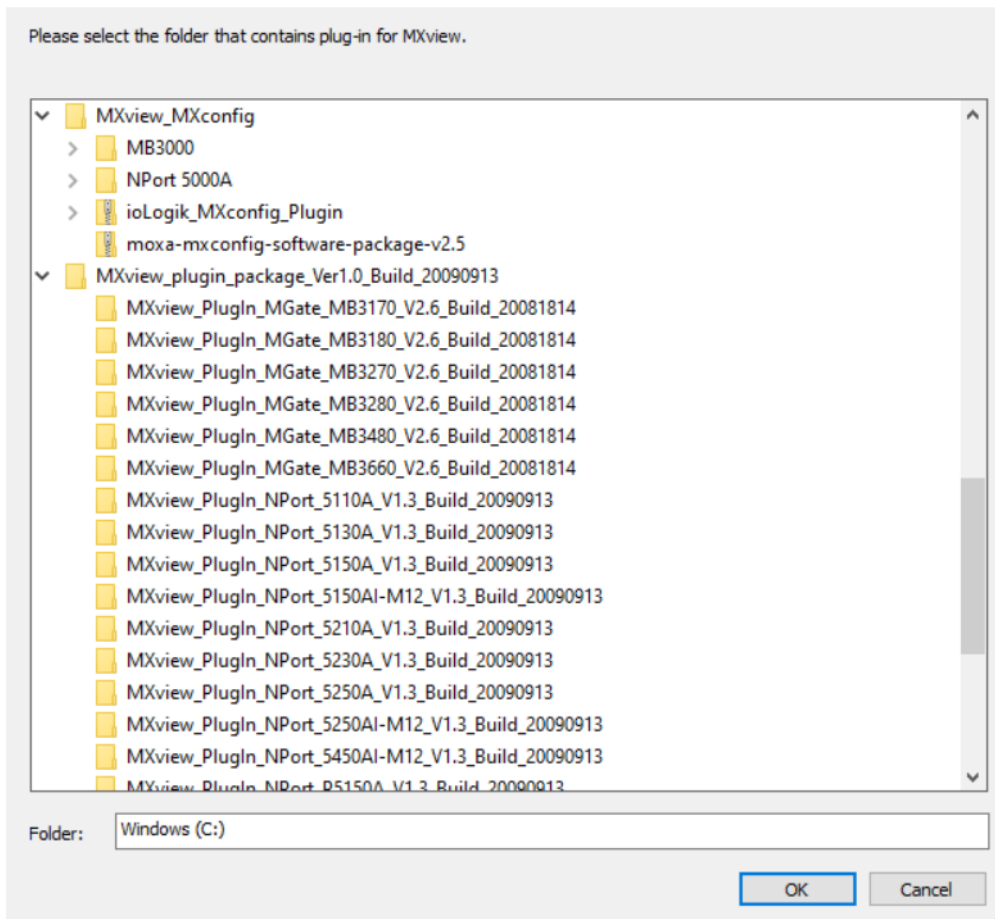 Please select the folder that contains plug-in for MXview.
MXview_MXconfig
MB3000
NPort 5000A
ioLogik_MXconfig_Plugin
moxa-mxconfig-software-package-v2.5
MXview_plugin_package_Ver1.0_Build_20090913
MXview_PlugIn_MGate_MB3170_V2.6_Build_20081814
MXview_PlugIn_MGate_MB3180_V2.6_Build_20081814
MXview_PlugIn_MGate_MB3270_V2.6_Build_20081814
MXview_PlugIn_MGate_MB3280_V2.6_Build_20081814
MXview_PlugIn_MGate_MB3480_V2.6_Build_20081814
MXview_PlugIn_MGate_MB3660_V2.6_Build_20081814
MXview_PlugIn_NPort_5110A_V1.3_Build_20090913
MXview_PlugIn_NPort_5130A_V1.3_Build_20090913
MXview_PlugIn_NPort_5150A_V1.3_Build_20090913
MXview_PlugIn_NPort_5150AI-M12_V1.3_Build_20090913
MXview_PlugIn_NPort_5210A_V1.3_Build_20090913
MXview_PlugIn_NPort_5230A_V1.3_Build_20090913
MXview_PlugIn_NPort_5250A_V1.3_Build_20090913
MXview_PlugIn_NPort_5250AI-M12_V1.3_Build_20090913
MXview_PlugIn_NPort_5450AI-M12_V1.3_Build_20090913
MXview_PlugIn_NPort_P5150A_V1.3_Build_20090913
Folder: Windows (C:)
OK Cancel